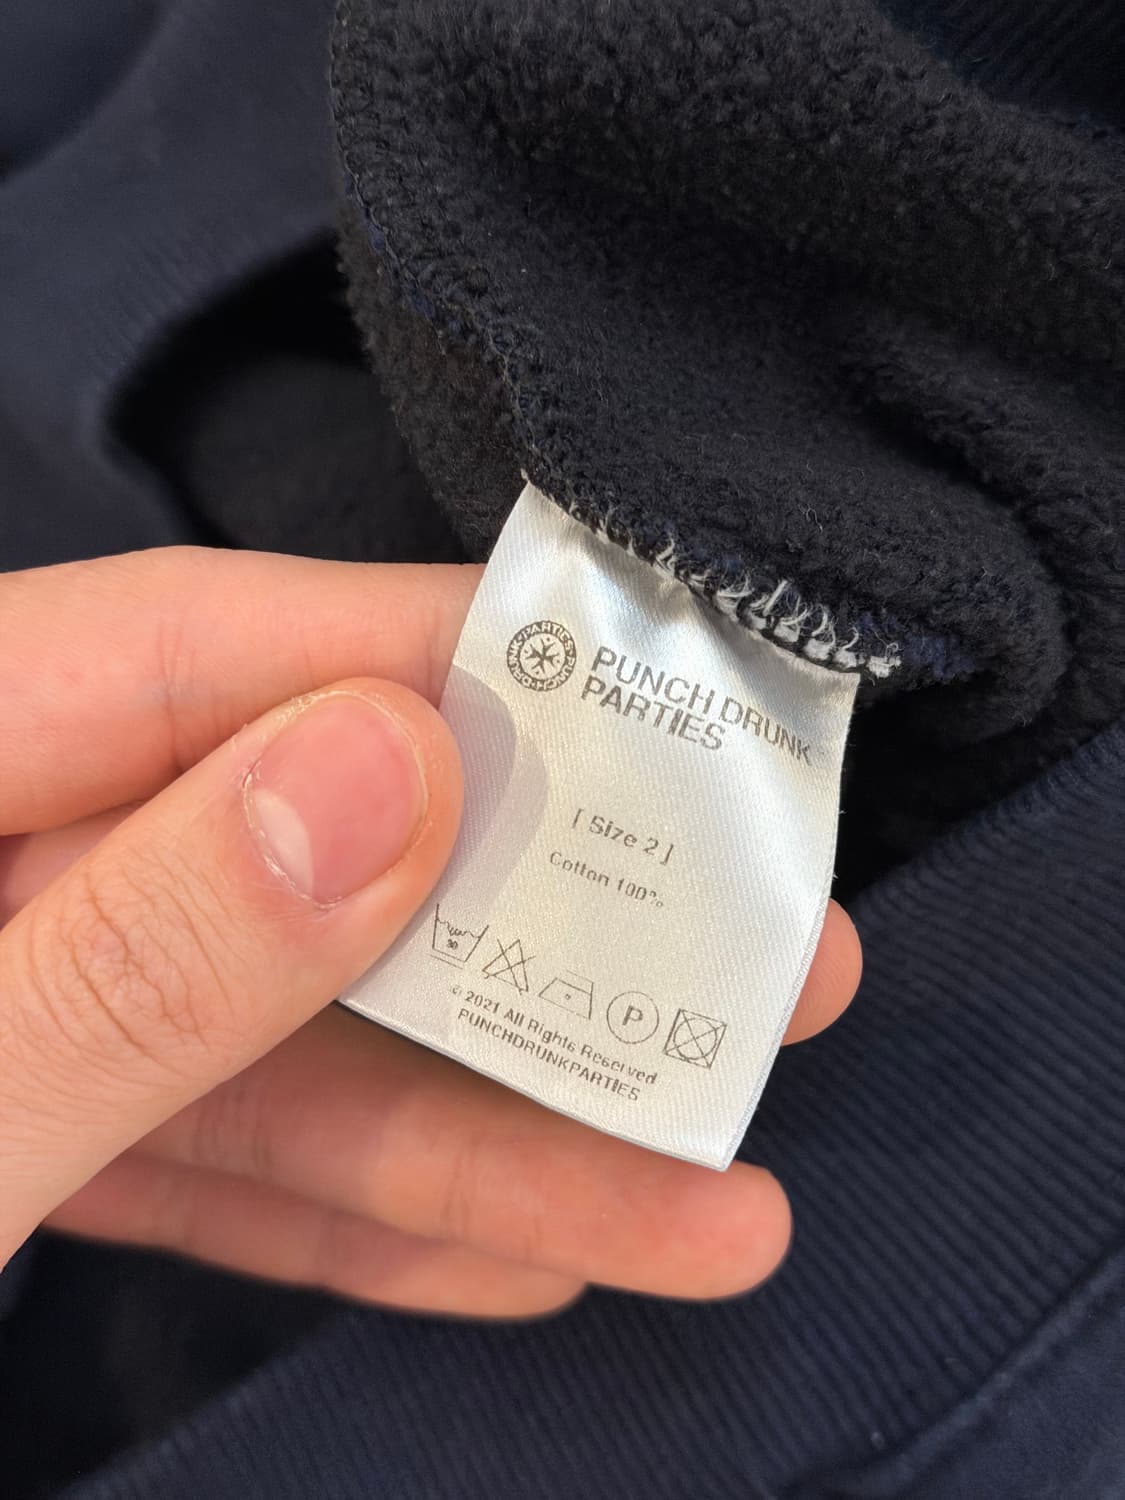 PUNCH DRUNK
PARTIES
[ Size 2 ]
Cotton 100%
30
P
© 2021 All Rights Reserved
PUNCHDRUNKPARTIES